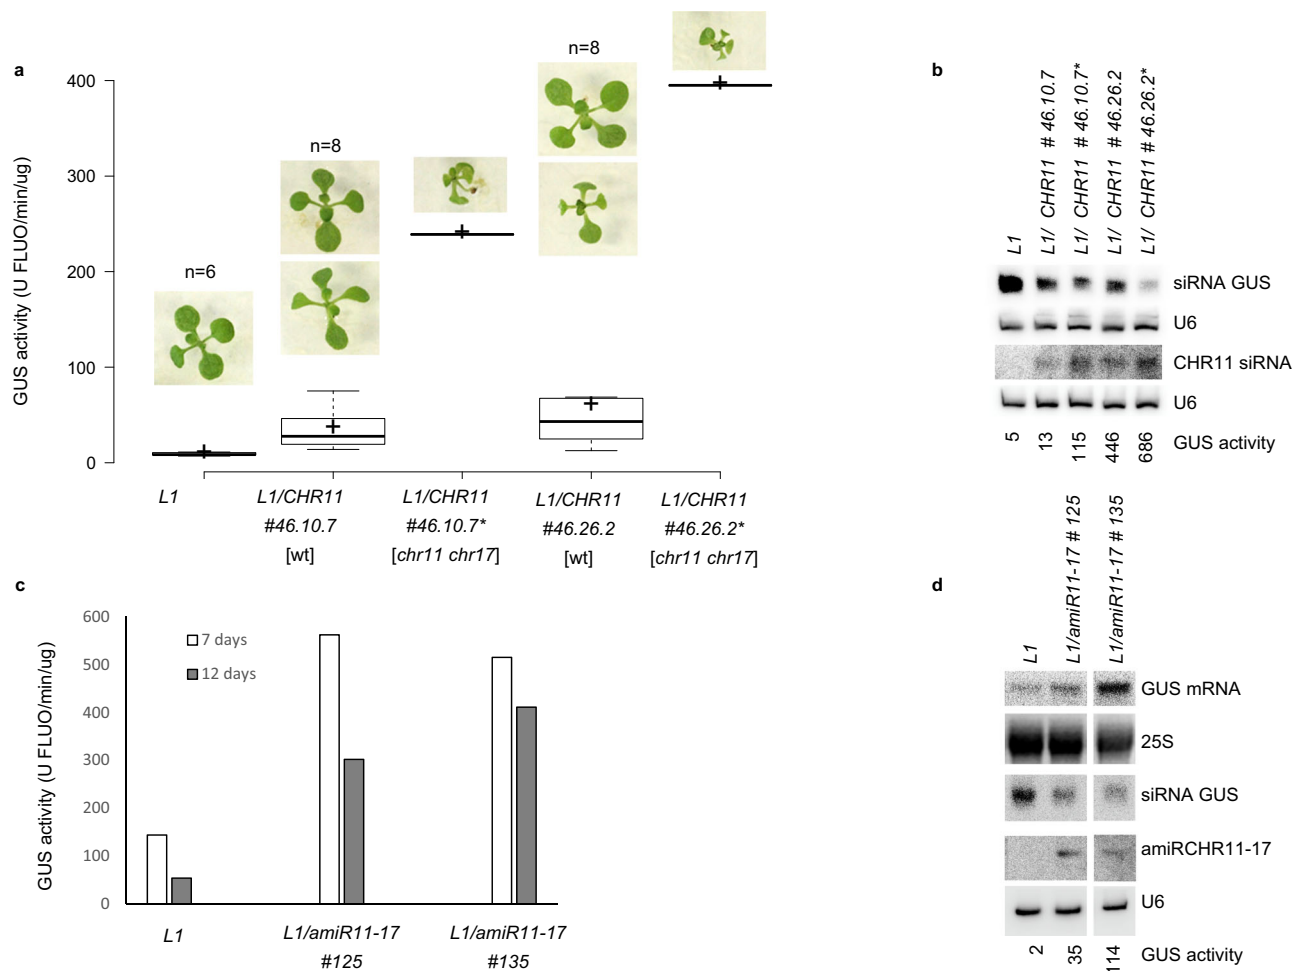 a
GUS activity (U FLUO/min/ug)
400
300
200
100
0
n=6
n=8
n=8
L1
L1/CHR11
#46.10.7
[wt]
L1/CHR11
#46.10.7*
[chr11 chr17]
L1/CHR11
#46.26.2
[wt]
L1/CHR11
#46.26.2*
[chr11 chr17]
b
L1
L1/ CHR11 # 46.10.7
L1/ CHR11 # 46.10.7*
L1/ CHR11 # 46.26.2
L1/ CHR11 # 46.26.2*
siRNA GUS
U6
CHR11 siRNA
U6
5 13 115 446 686 GUS activity
c
GUS activity (U FLUO/min/ug)
600
500
400
300
200
100
0
7 days
12 days
L1
L1/amiR11-17
#125
L1/amiR11-17
#135
d
L1
L1/amiR11-17 # 125
L1/amiR11-17 # 135
GUS mRNA
25S
siRNA GUS
amiRCHR11-17
U6
2 35 114 GUS activity